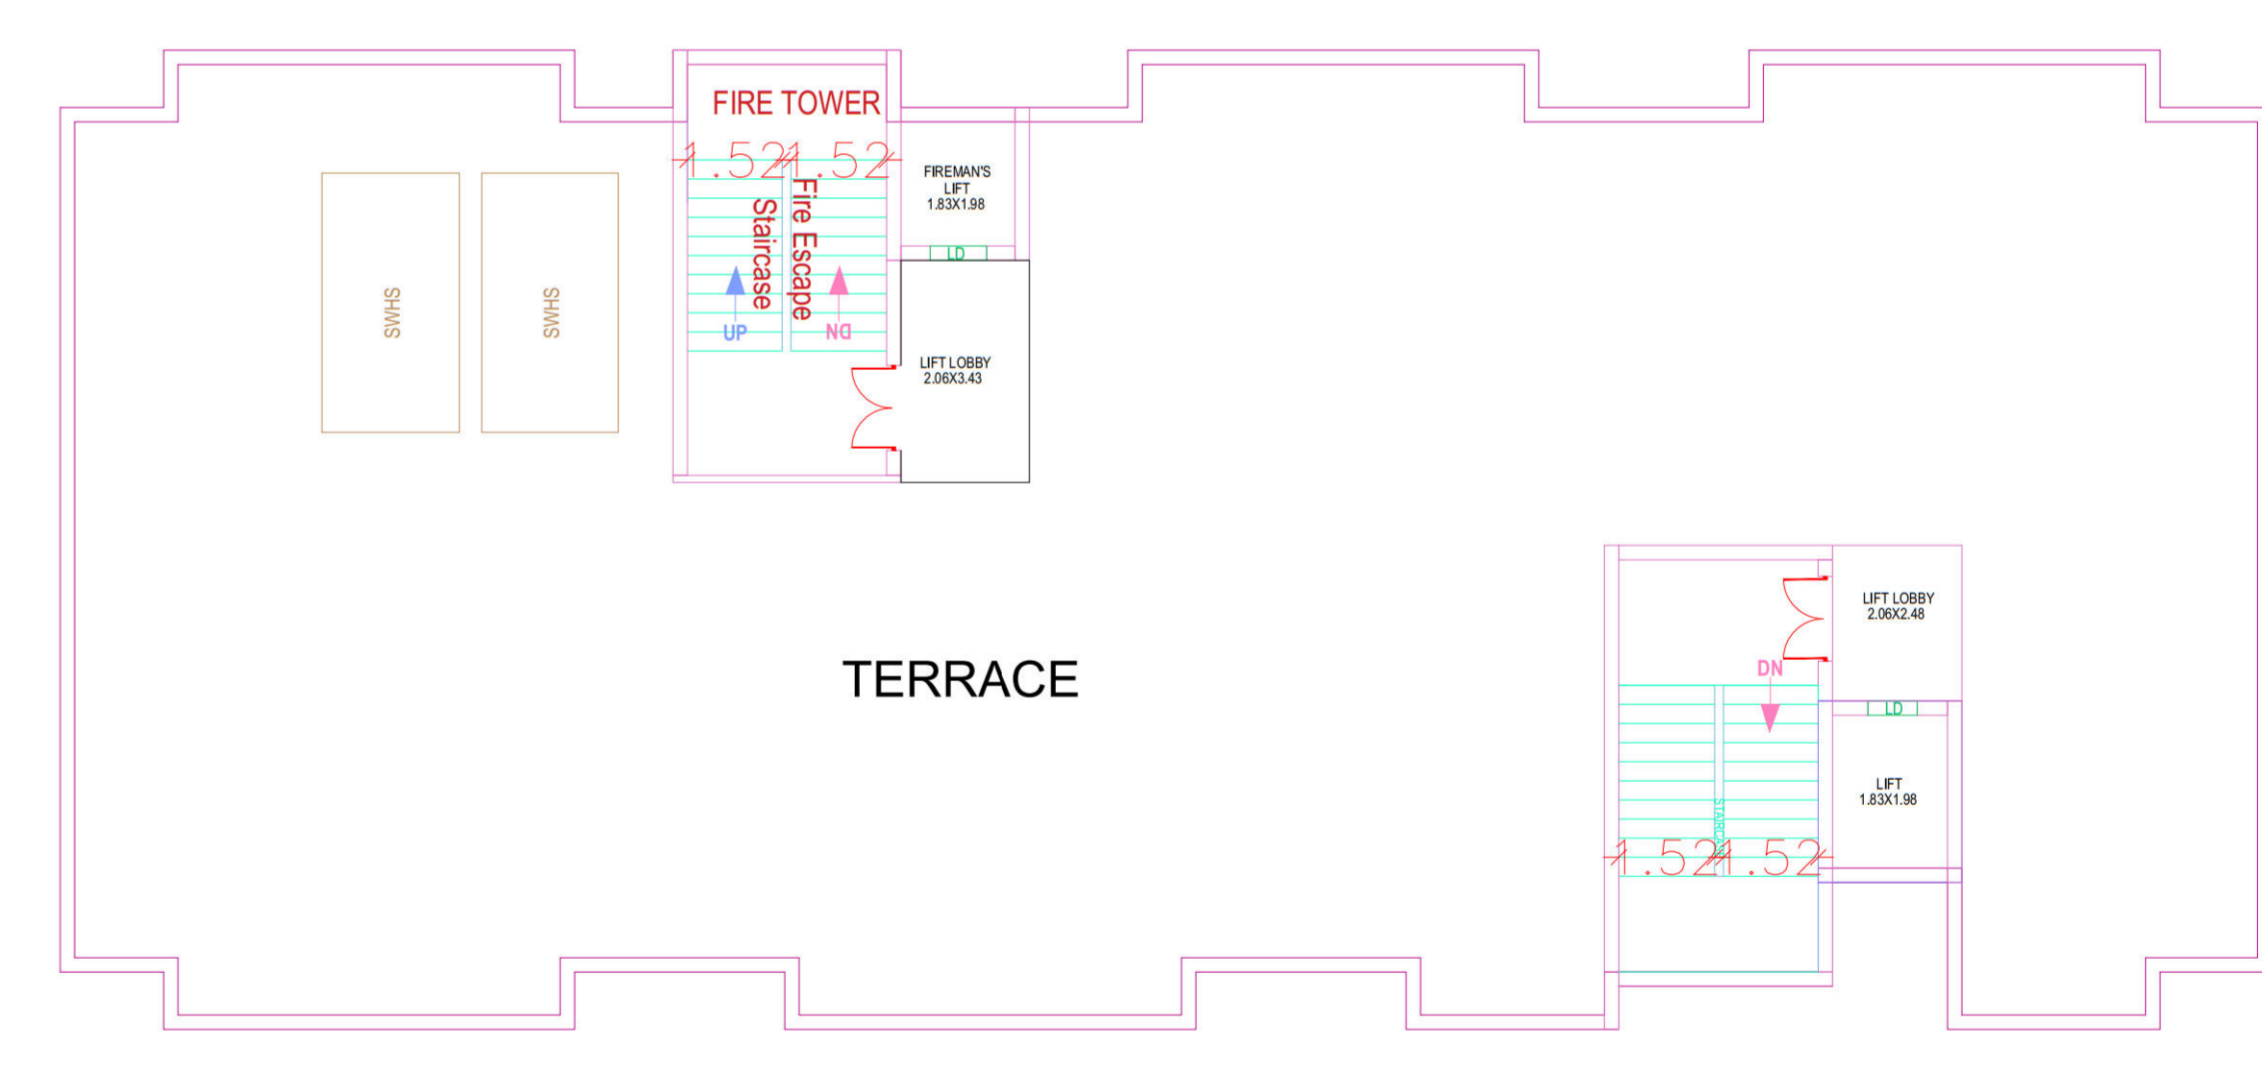 FIRE TOWER
1.52
1.52
FIREMAN'S
LIFT
1.83X1.98
Fire Escape
Staircase
LD
SWHS
SWHS
UP
DN
LIFT LOBBY
2.06X3.43
TERRACE
LIFT LOBBY
2.06X2.48
DN
LD
LIFT
1.83X1.98
STAIRCASE
1.52
1.52